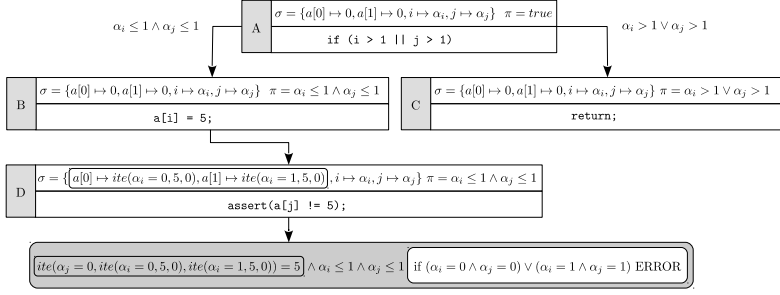 A
σ = {a[0] ↦ 0, a[1] ↦ 0, i ↦ αᵢ, j ↦ αⱼ} π = true
if (i > 1 || j > 1)
αᵢ ≤ 1 ∧ αⱼ ≤ 1
αᵢ > 1 ∨ αⱼ > 1
B
σ = {a[0] ↦ 0, a[1] ↦ 0, i ↦ αᵢ, j ↦ αⱼ} π = αᵢ ≤ 1 ∧ αⱼ ≤ 1
a[i] = 5;
C
σ = {a[0] ↦ 0, a[1] ↦ 0, i ↦ αᵢ, j ↦ αⱼ} π = αᵢ > 1 ∨ αⱼ > 1
return;
D
σ = {a[0] ↦ ite(αᵢ = 0, 5, 0), a[1] ↦ ite(αᵢ = 1, 5, 0), i ↦ αᵢ, j ↦ αⱼ} π = αᵢ ≤ 1 ∧ αⱼ ≤ 1
assert(a[j] != 5);
ite(αⱼ = 0, ite(αᵢ = 0, 5, 0), ite(αᵢ = 1, 5, 0)) = 5 ∧ αᵢ ≤ 1 ∧ αⱼ ≤ 1 if (αᵢ = 0 ∧ αⱼ = 0) ∨ (αᵢ = 1 ∧ αⱼ = 1) ERROR